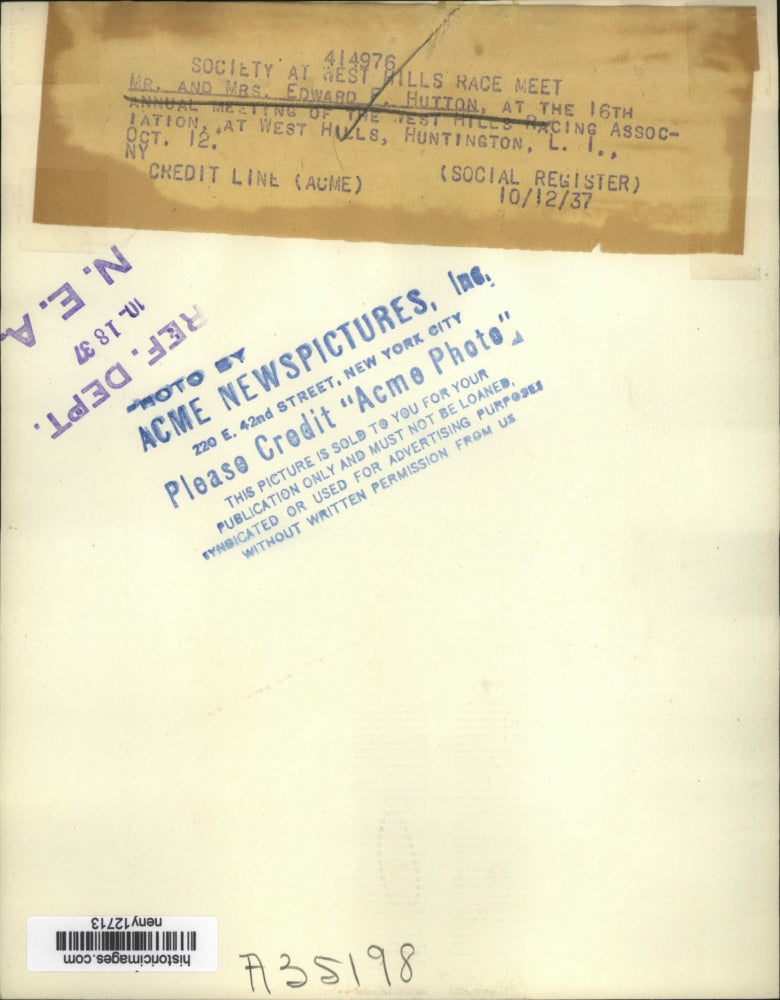 414976
SOCIETY AT WEST HILLS RACE MEET
MR. AND MRS. EDWARD F. HUTTON, AT THE 16TH
ANNUAL MEETING OF THE WEST HILLS RACING ASSOC-
IATION, AT WEST HILLS, HUNTINGTON, L. I.,
OCT. 12.
NY
CREDIT LINE (ACME) (SOCIAL REGISTER)
10/12/37
N. E. A.
10-18 37
REF. DEPT.
PHOTO BY
ACME NEWSPICTURES, Inc.
220 E. 42nd STREET, NEW YORK CITY
Please Credit "Acme Photo"
THIS PICTURE IS SOLD TO YOU FOR YOUR
PUBLICATION ONLY AND MUST NOT BE LOANED,
SYNDICATED OR USED FOR ADVERTISING PURPOSES
WITHOUT WRITTEN PERMISSION FROM US
historicimages.com
neny12713
A35198